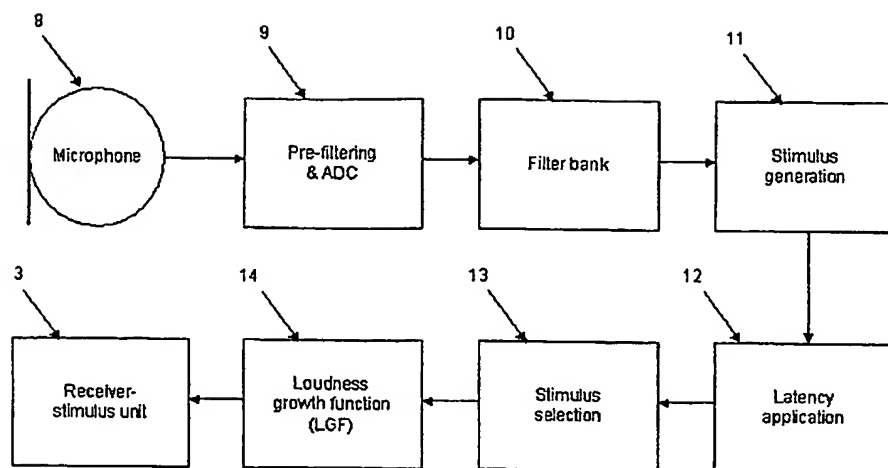 8
9
10
11
Microphone
Pre-filtering
& ADC
Filter bank
Stimulus
generation
3
14
13
12
Receiver-
stimulus unit
Loudness
growth function
(LGF)
Stimulus
selection
Latency
application